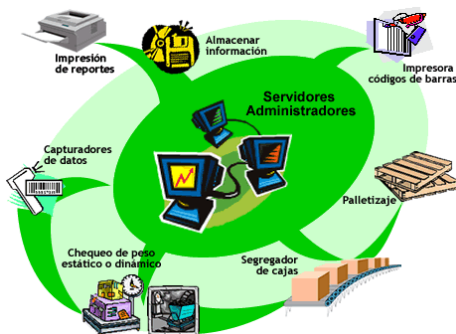 Impresión
de reportes
Almacenar
información
Impresora
códigos de barras
Servidores
Administradores
Capturadores
de datos
Palletizaje
Chequeo de peso
estático o dinámico
Segregador
de cajas